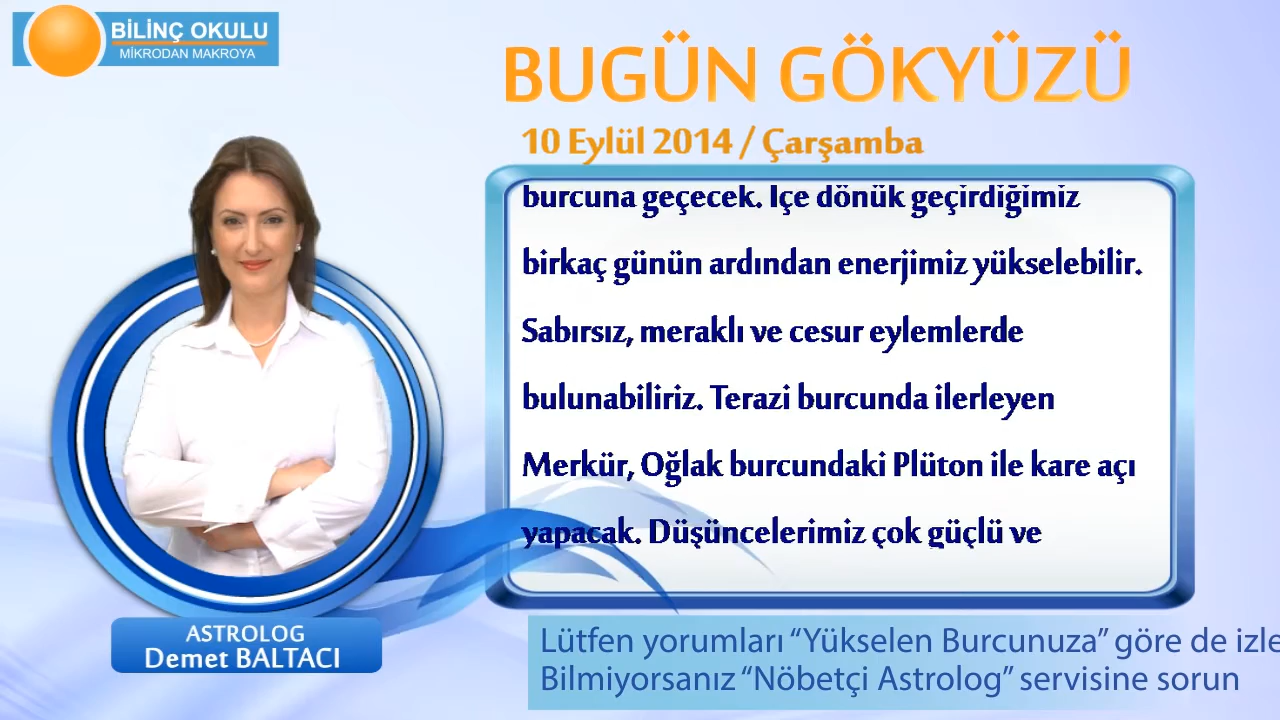 BİLİNÇ OKULU
MİKRODAN MAKROYA
BUGÜN GÖKYÜZÜ
10 Eylül 2014 / Çarşamba
burcuna geçecek. Içe dönük geçirdiğimiz
birkaç günün ardından enerjimiz yükselebilir.
Sabırsız, meraklı ve cesur eylemlerde
bulunabiliriz. Terazi burcunda ilerleyen
Merkür, Oğlak burcundaki Plüton ile kare açı
yapacak. Düşüncelerimiz çok güçlü ve
ASTROLOG
Demet BALTACI
Lütfen yorumları “Yükselen Burcunuza” göre de izle
Bilmiyorsanız “Nöbetçi Astrolog” servisine sorun